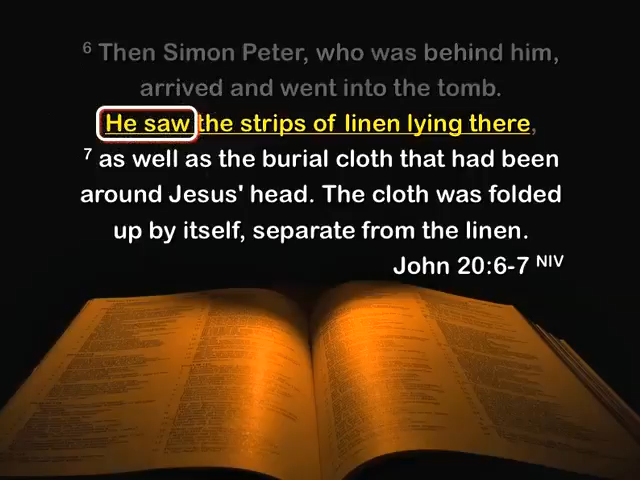 6 Then Simon Peter, who was behind him,
arrived and went into the tomb.
He saw the strips of linen lying there,
7 as well as the burial cloth that had been
around Jesus' head. The cloth was folded
up by itself, separate from the linen.
John 20:6-7 NIV